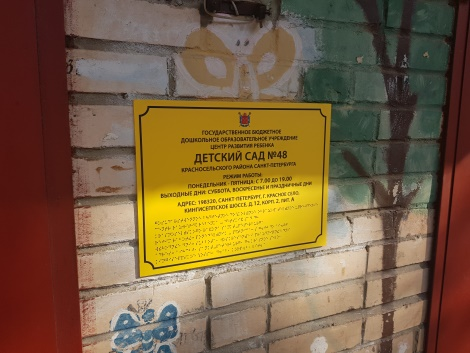 ГОСУДАРСТВЕННОЕ БЮДЖЕТНОЕ
ДОШКОЛЬНОЕ ОБРАЗОВАТЕЛЬНОЕ УЧРЕЖДЕНИЕ
ЦЕНТР РАЗВИТИЯ РЕБЕНКА
ДЕТСКИЙ САД №48
КРАСНОСЕЛЬСКОГО РАЙОНА САНКТ-ПЕТЕРБУРГА
РЕЖИМ РАБОТЫ:
ПОНЕДЕЛЬНИК - ПЯТНИЦА: С 7.00 ДО 19.00
ВЫХОДНЫЕ ДНИ: СУББОТА, ВОСКРЕСЕНЬЕ И ПРАЗДНИЧНЫЕ ДНИ
АДРЕС: 198320, САНКТ-ПЕТЕРБУРГ, Г. КРАСНОЕ СЕЛО,
КИНГИСЕППСКОЕ ШОССЕ, Д. 12, КОРП. 2, ЛИТ. А